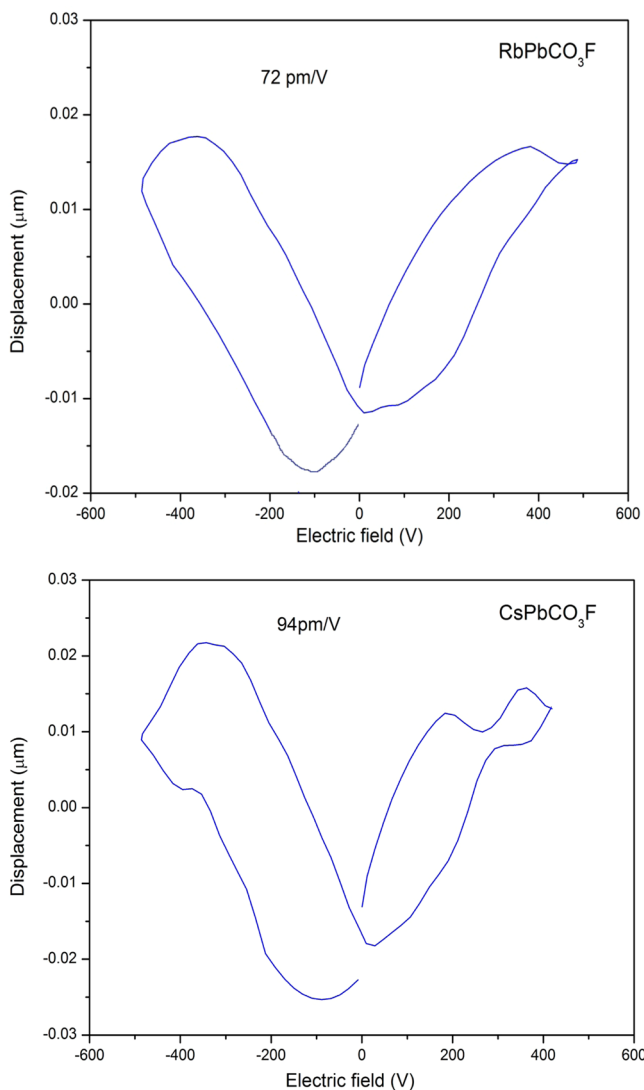 RbPbCO₃F
72 pm/V
0.03
0.02
0.01
0.00
-0.01
-0.02
Displacement (μm)
-600 -400 -200 0 200 400 600
Electric field (V)
CsPbCO₃F
94pm/V
0.03
0.02
0.01
0.00
-0.01
-0.02
-0.03
Displacement (μm)
-600 -400 -200 0 200 400 600
Electric field (V)